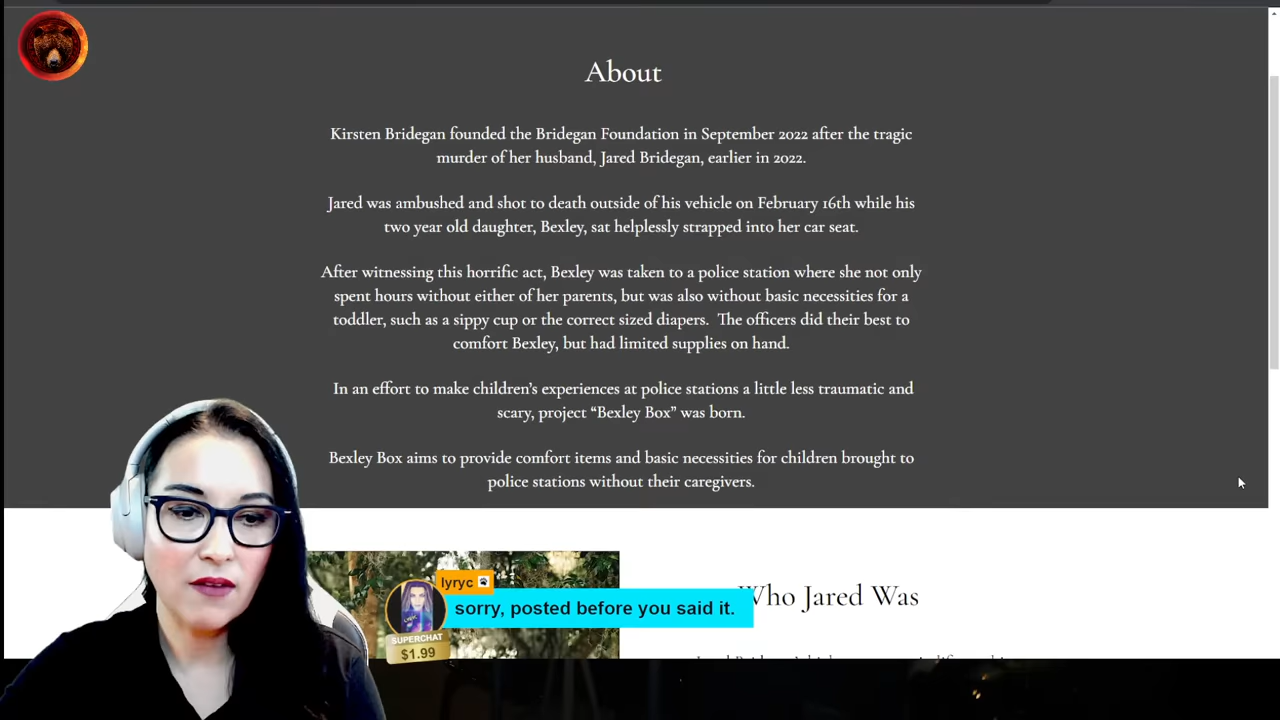 About
Kirsten Bridegan founded the Bridegan Foundation in September 2022 after the tragic
murder of her husband, Jared Bridegan, earlier in 2022.
Jared was ambushed and shot to death outside of his vehicle on February 16th while his
two year old daughter, Bexley, sat helplessly strapped into her car seat.
After witnessing this horrific act, Bexley was taken to a police station where she not only
spent hours without either of her parents, but was also without basic necessities for a
toddler, such as a sippy cup or the correct sized diapers. The officers did their best to
comfort Bexley, but had limited supplies on hand.
In an effort to make children's experiences at police stations a little less traumatic and
scary, project “Bexley Box” was born.
Bexley Box aims to provide comfort items and basic necessities for children brought to
police stations without their caregivers.
lyryc
sorry, posted before you said it.
SUPERCHAT
$1.99
Who Jared Was